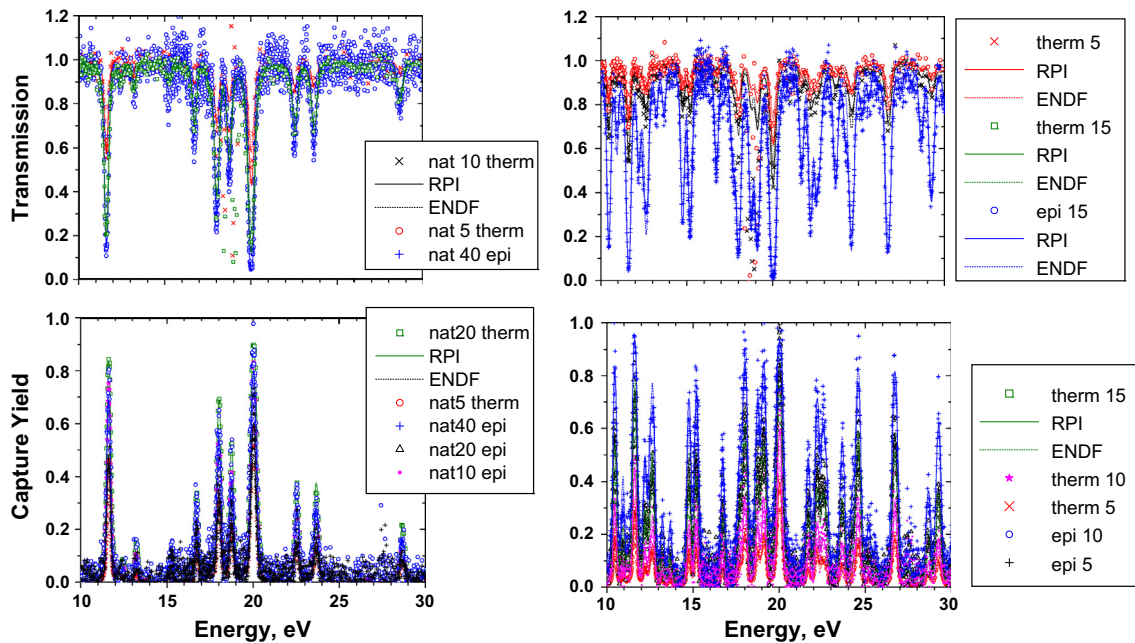 Transmission
1.2
1.0
0.8
0.6
0.4
0.2
0.0
nat 10 therm
RPI
ENDF
nat 5 therm
nat 40 epi
1.2
1.0
0.8
0.6
0.4
0.2
0.0
therm 5
RPI
ENDF
therm 15
RPI
ENDF
epi 15
RPI
ENDF
Capture Yield
1.0
0.8
0.6
0.4
0.2
0.0
10 15 20 25 30
Energy, eV
nat20 therm
RPI
ENDF
nat5 therm
nat40 epi
nat20 epi
nat10 epi
1.0
0.8
0.6
0.4
0.2
0.0
10 15 20 25 30
Energy, eV
therm 15
RPI
ENDF
therm 10
therm 5
epi 10
epi 5